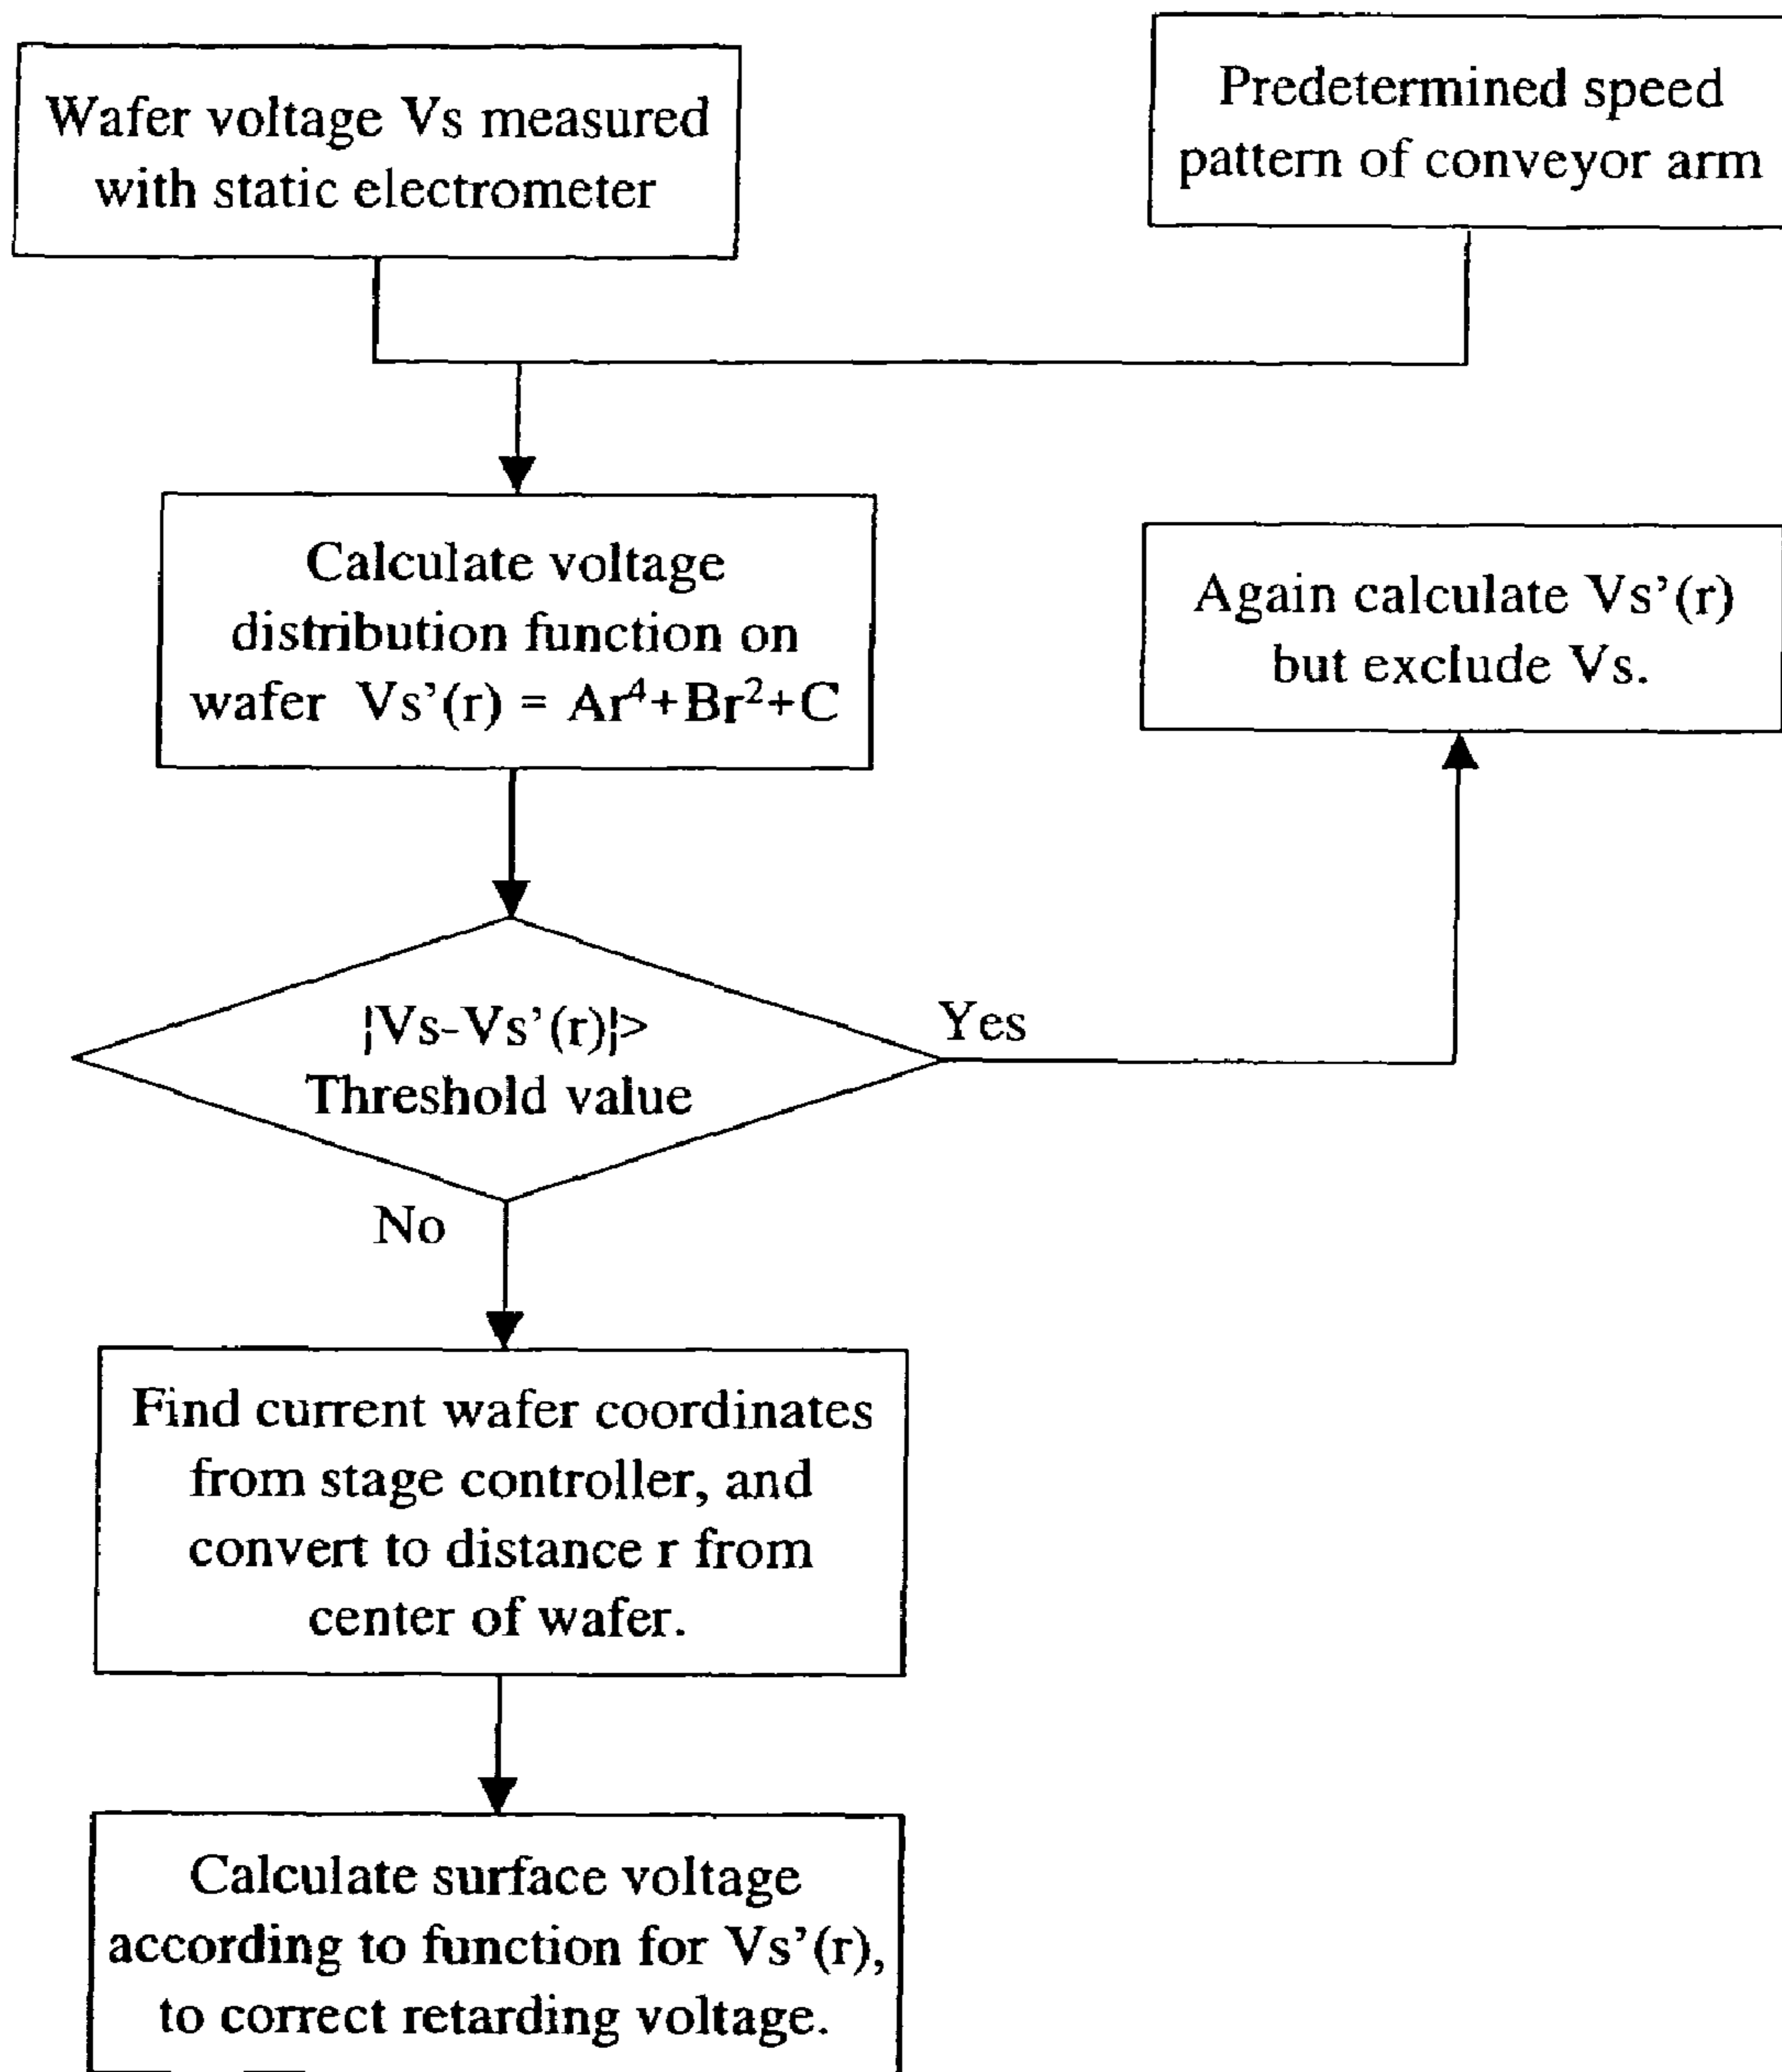 Wafer voltage Vs measured
with static electrometer
Predetermined speed
pattern of conveyor arm
Calculate voltage
distribution function on
wafer Vs’(r) = Ar⁴+Br²+C
Again calculate Vs’(r)
but exclude Vs.
¦Vs-Vs’(r)¦>
Threshold value
Yes
No
Find current wafer coordinates
from stage controller, and
convert to distance r from
center of wafer.
Calculate surface voltage
according to function for Vs’(r),
to correct retarding voltage.